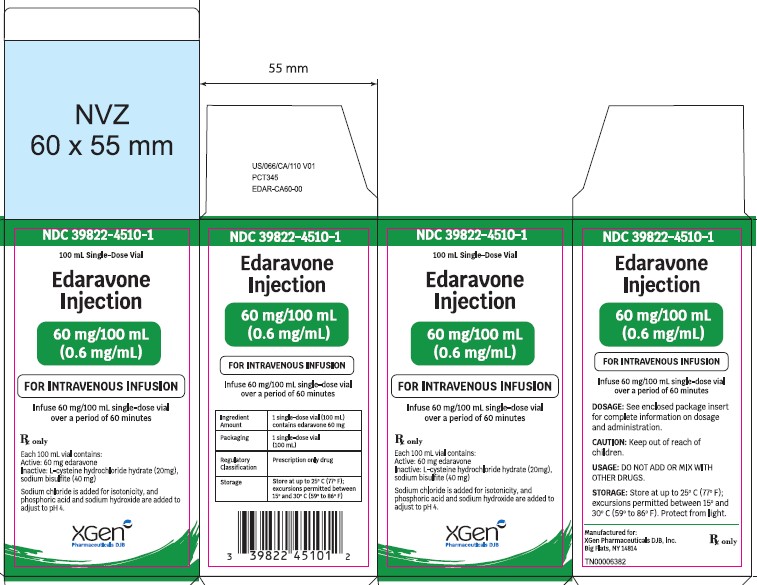 55 mm
NVZ
60 x 55 mm
US/066/CA/110 V01
PCT345
EDAR-CA60-00
NDC 39822-4510-1
100 mL Single-Dose Vial
Edaravone
Injection
60 mg/100 mL
(0.6 mg/mL)
FOR INTRAVENOUS INFUSION
Infuse 60 mg/100 mL single-dose vial
over a period of 60 minutes
Rx only
Each 100 mL vial contains:
Active: 60 mg edaravone
Inactive: L-cysteine hydrochloride hydrate (20mg),
sodium bisulfite (40 mg)
Sodium chloride is added for isotonicity, and
phosphoric acid and sodium hydroxide are added to
adjust to pH 4.
XGen
Pharmaceuticals DJB
NDC 39822-4510-1
Edaravone
Injection
60 mg/100 mL
(0.6 mg/mL)
FOR INTRAVENOUS INFUSION
Infuse 60 mg/100 mL single-dose vial
over a period of 60 minutes
Ingredient
Amount
1 single-dose vial (100 mL)
contains edaravone 60 mg
Packaging
1 single-dose vial
(100 mL)
Regulatory
Classification
Prescription only drug
Storage
Store at up to 25º C (77º F);
excursions permitted between
15º and 30º C (59º to 86º F)
3 39822 45101 2
NDC 39822-4510-1
100 mL Single-Dose Vial
Edaravone
Injection
60 mg/100 mL
(0.6 mg/mL)
FOR INTRAVENOUS INFUSION
Infuse 60 mg/100 mL single-dose vial
over a period of 60 minutes
Rx only
Each 100 mL vial contains:
Active: 60 mg edaravone
Inactive: L-cysteine hydrochloride hydrate (20mg),
sodium bisulfite (40 mg)
Sodium chloride is added for isotonicity, and
phosphoric acid and sodium hydroxide are added to
adjust to pH 4.
XGen
Pharmaceuticals DJB
NDC 39822-4510-1
Edaravone
Injection
60 mg/100 mL
(0.6 mg/mL)
FOR INTRAVENOUS INFUSION
Infuse 60 mg/100 mL single-dose vial
over a period of 60 minutes
DOSAGE: See enclosed package insert
for complete information on dosage
and administration.
CAUTION: Keep out of reach of
children.
USAGE: DO NOT ADD OR MIX WITH
OTHER DRUGS.
STORAGE: Store at up to 25º C (77º F);
excursions permitted between 15º and
30º C (59º to 86º F). Protect from light.
Manufactured for:
XGen Pharmaceuticals DJB, Inc.
Big Flats, NY 14814
Rx only
TN00006382